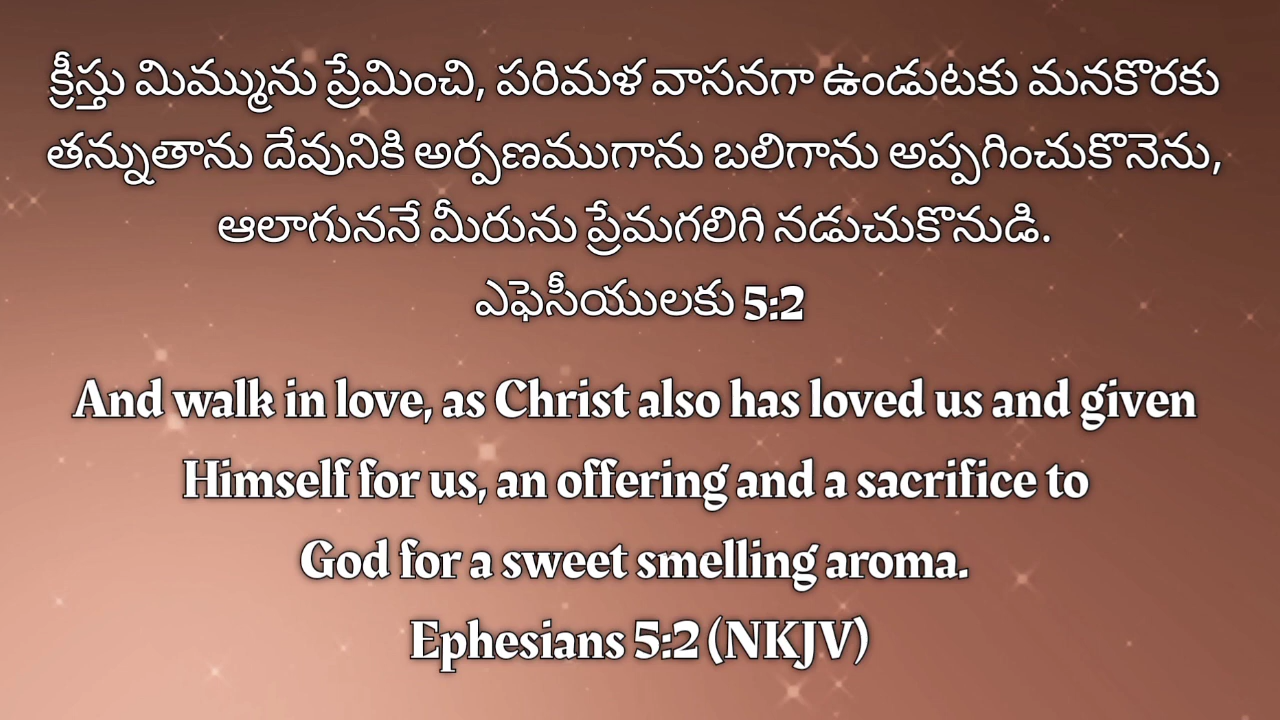 క్రీస్తు మిమ్మును ప్రేమించి, పరిమళ వాసనగా ఉండుటకు మనకొరకు
తన్నుతాను దేవునికి అర్పణముగాను బలిగాను అప్పగించుకొనెను,
ఆలాగుననే మీరును ప్రేమగలిగి నడుచుకొనుడి.
ఎఫెసీయులకు 5:2
And walk in love, as Christ also has loved us and given
Himself for us, an offering and a sacrifice to
God for a sweet smelling aroma.
Ephesians 5:2 (NKJV)